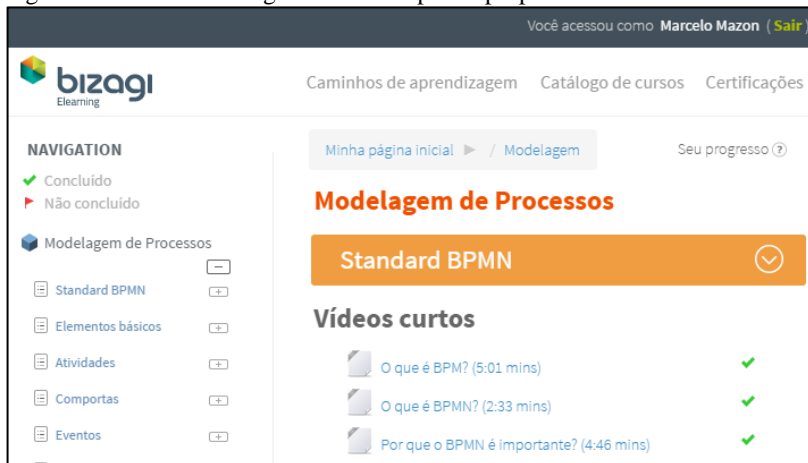 Você acessou como Marcelo Mazon (Sair)
bizagi
Elearning
Caminhos de aprendizagem Catálogo de cursos Certificações
NAVIGATION
Concluído
Não concluído
Modelagem de Processos
Standard BPMN
Elementos básicos
Atividades
Comportas
Eventos
Minha página inicial ► / Modelagem
Seu progresso ?
Modelagem de Processos
Standard BPMN
Vídeos curtos
O que é BPM? (5:01 mins)
O que é BPMN? (2:33 mins)
Por que o BPMN é importante? (4:46 mins)